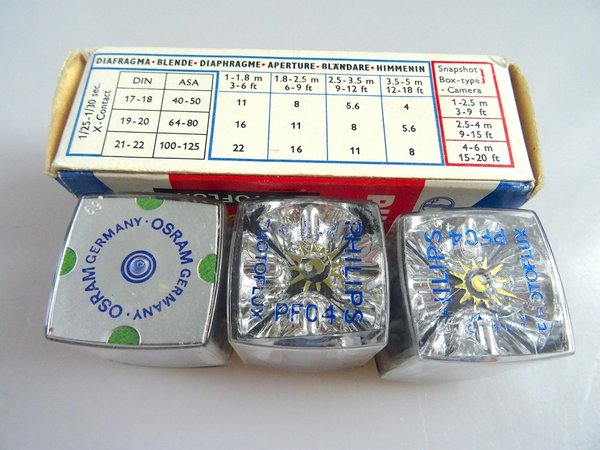 DIAFRAGMA · BLENDE · DIAPHRAGME · APERTURE · BLÄNDARE · HIMMENIN
1/25-1/30 sec.
X-Contact
DIN ASA 1-1.8 m 1.8-2.5 m 2.5-3.5 m 3.5-5 m
3-6 ft 6-9 ft 9-12 ft 12-18 ft
17-18 40-50 11 8 5.6 4
19-20 64-80 16 11 8 5.6
21-22 100-125 22 16 11 8
Snapshot
Box-type
- Camera
1-2.5 m
3-9 ft
2.5-4 m
9-15 ft
4-6 m
15-20 ft
OSRAM GERMANY · OSRAM GERMANY ·
PHILIPS
PFC4
FOTOFLUX
PHILIPS
PFC4
FOTOFLUX